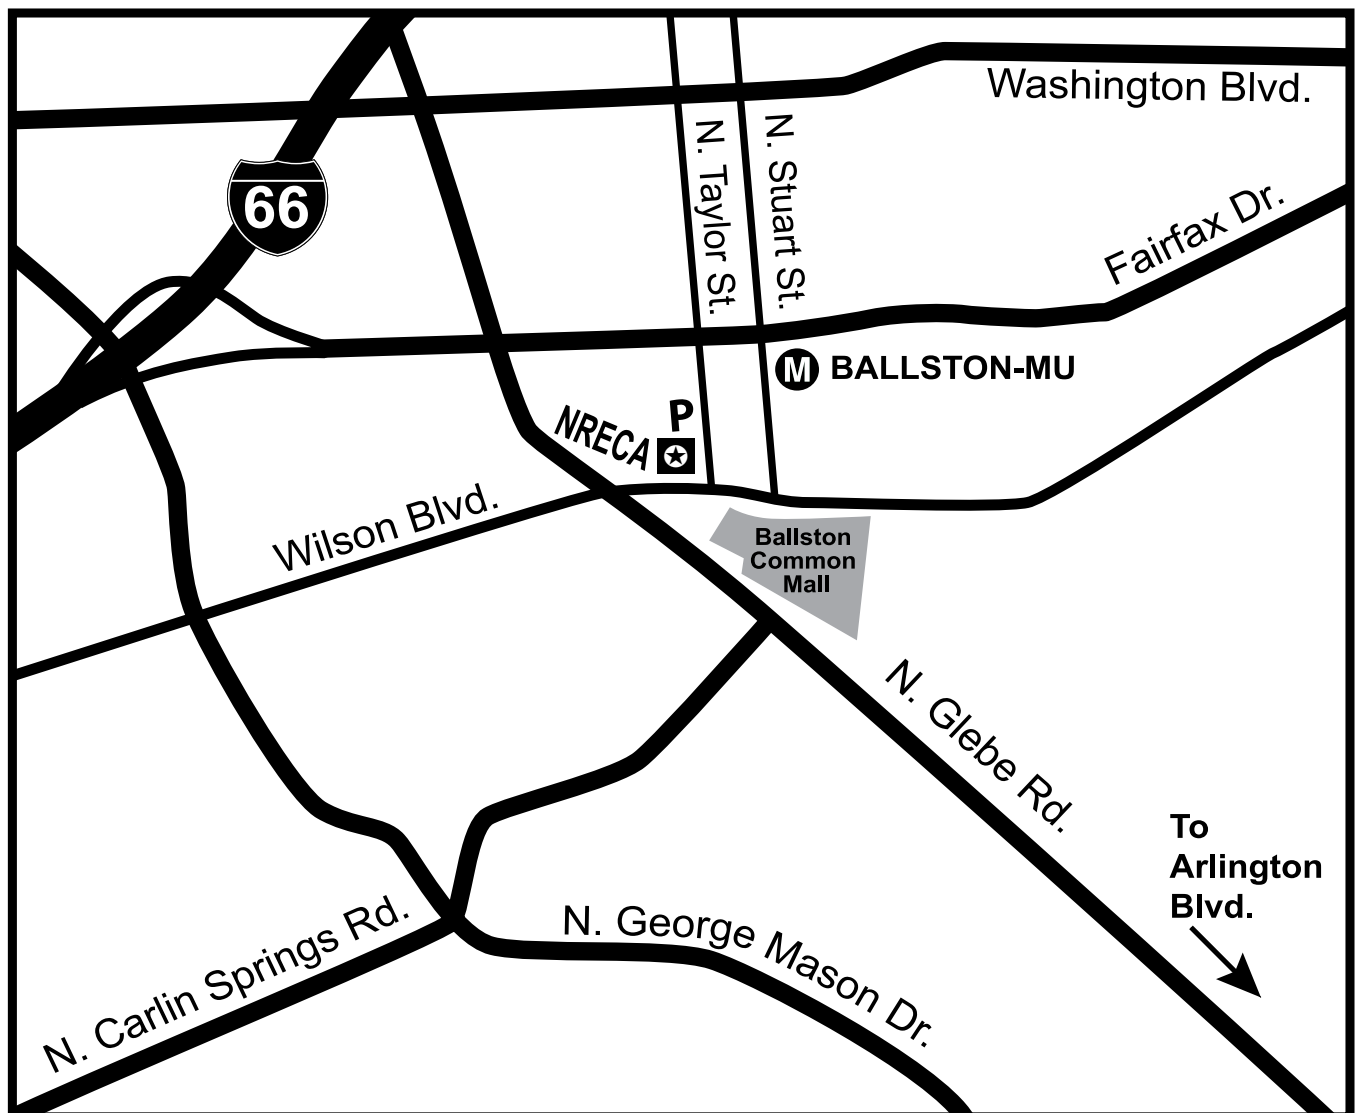 Washington Blvd.
N. Taylor St.
N. Stuart St.
66
Fairfax Dr.
M BALLSTON-MU
P
NRECA
Wilson Blvd.
Ballston
Common
Mall
N. Glebe Rd.
To
Arlington
Blvd.
N. Carlin Springs Rd.
N. George Mason Dr.